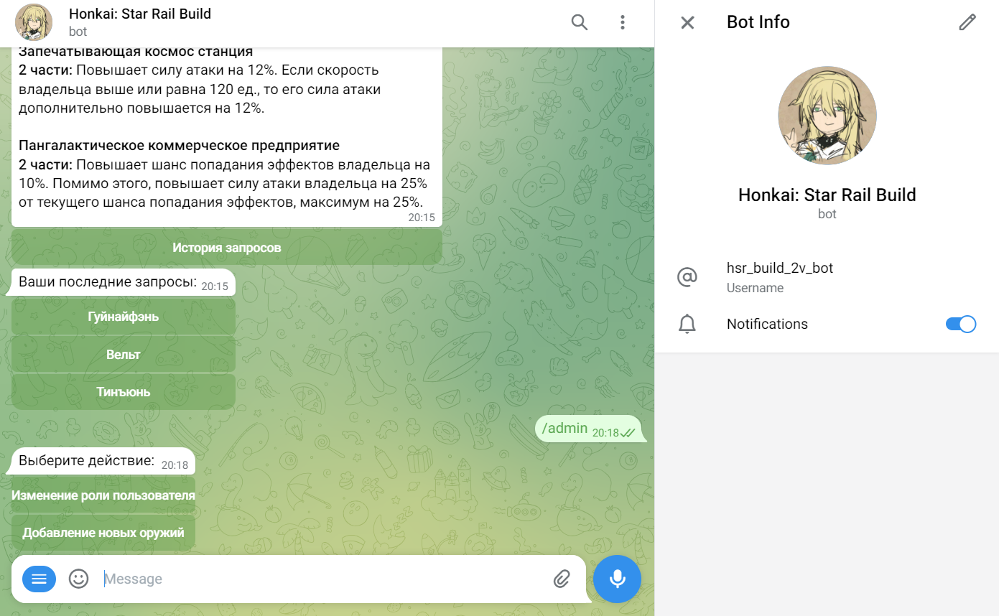 Honkai: Star Rail Build
bot
Запечатывающая космос станция
2 части: Повышает силу атаки на 12%. Если скорость
владельца выше или равна 120 ед., то его сила атаки
дополнительно повышается на 12%.
Пангалактическое коммерческое предприятие
2 части: Повышает шанс попадания эффектов владельца на
10%. Помимо этого, повышает силу атаки владельца на 25%
от текущего шанса попадания эффектов, максимум на 25%.
20:15
История запросов
Ваши последние запросы: 20:15
Гуйнайфэнь
Вельт
Тинъюнь
/admin 20:18
Выберите действие: 20:18
Изменение роли пользователя
Добавление новых оружий
Message
Bot Info
Honkai: Star Rail Build
bot
hsr_build_2v_bot
Username
Notifications